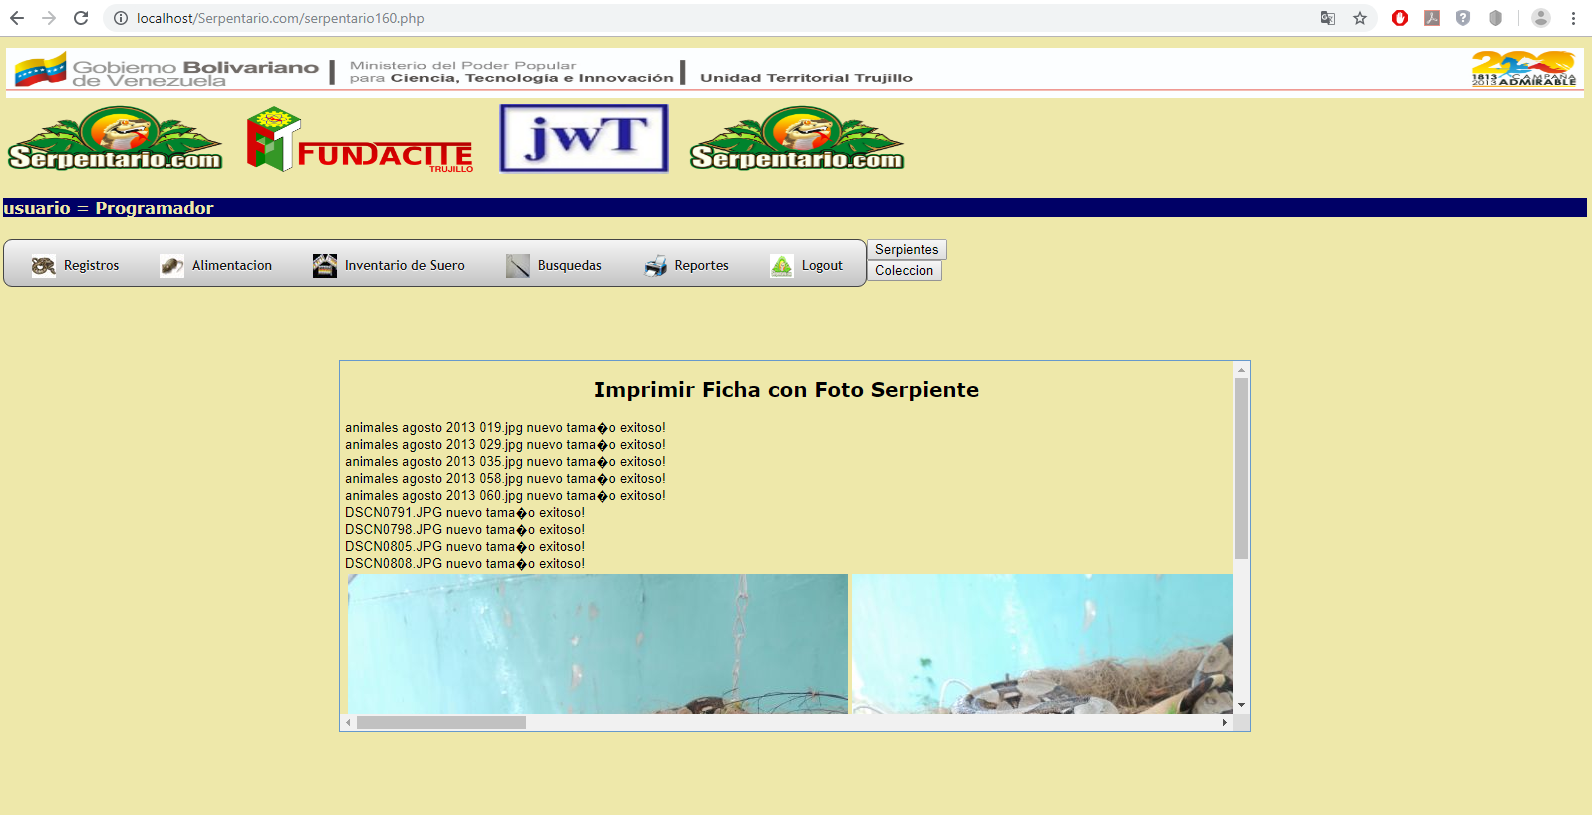 localhost/Serpentario.com/serpentario160.php
Gobierno Bolivariano
de Venezuela
Ministerio del Poder Popular
para Ciencia, Tecnología e Innovación
Unidad Territorial Trujillo
200
1813 CAMPAÑA
2013 ADMIRABLE
Serpentario.com
FT FUNDACITE
TRUJILLO
jwT
Serpentario.com
usuario = Programador
Registros
Alimentacion
Inventario de Suero
Busquedas
Reportes
Logout
Serpientes
Coleccion
Imprimir Ficha con Foto Serpiente
animales agosto 2013 019.jpg nuevo tama�o exitoso!
animales agosto 2013 029.jpg nuevo tama�o exitoso!
animales agosto 2013 035.jpg nuevo tama�o exitoso!
animales agosto 2013 058.jpg nuevo tama�o exitoso!
animales agosto 2013 060.jpg nuevo tama�o exitoso!
DSCN0791.JPG nuevo tama�o exitoso!
DSCN0798.JPG nuevo tama�o exitoso!
DSCN0805.JPG nuevo tama�o exitoso!
DSCN0808.JPG nuevo tama�o exitoso!